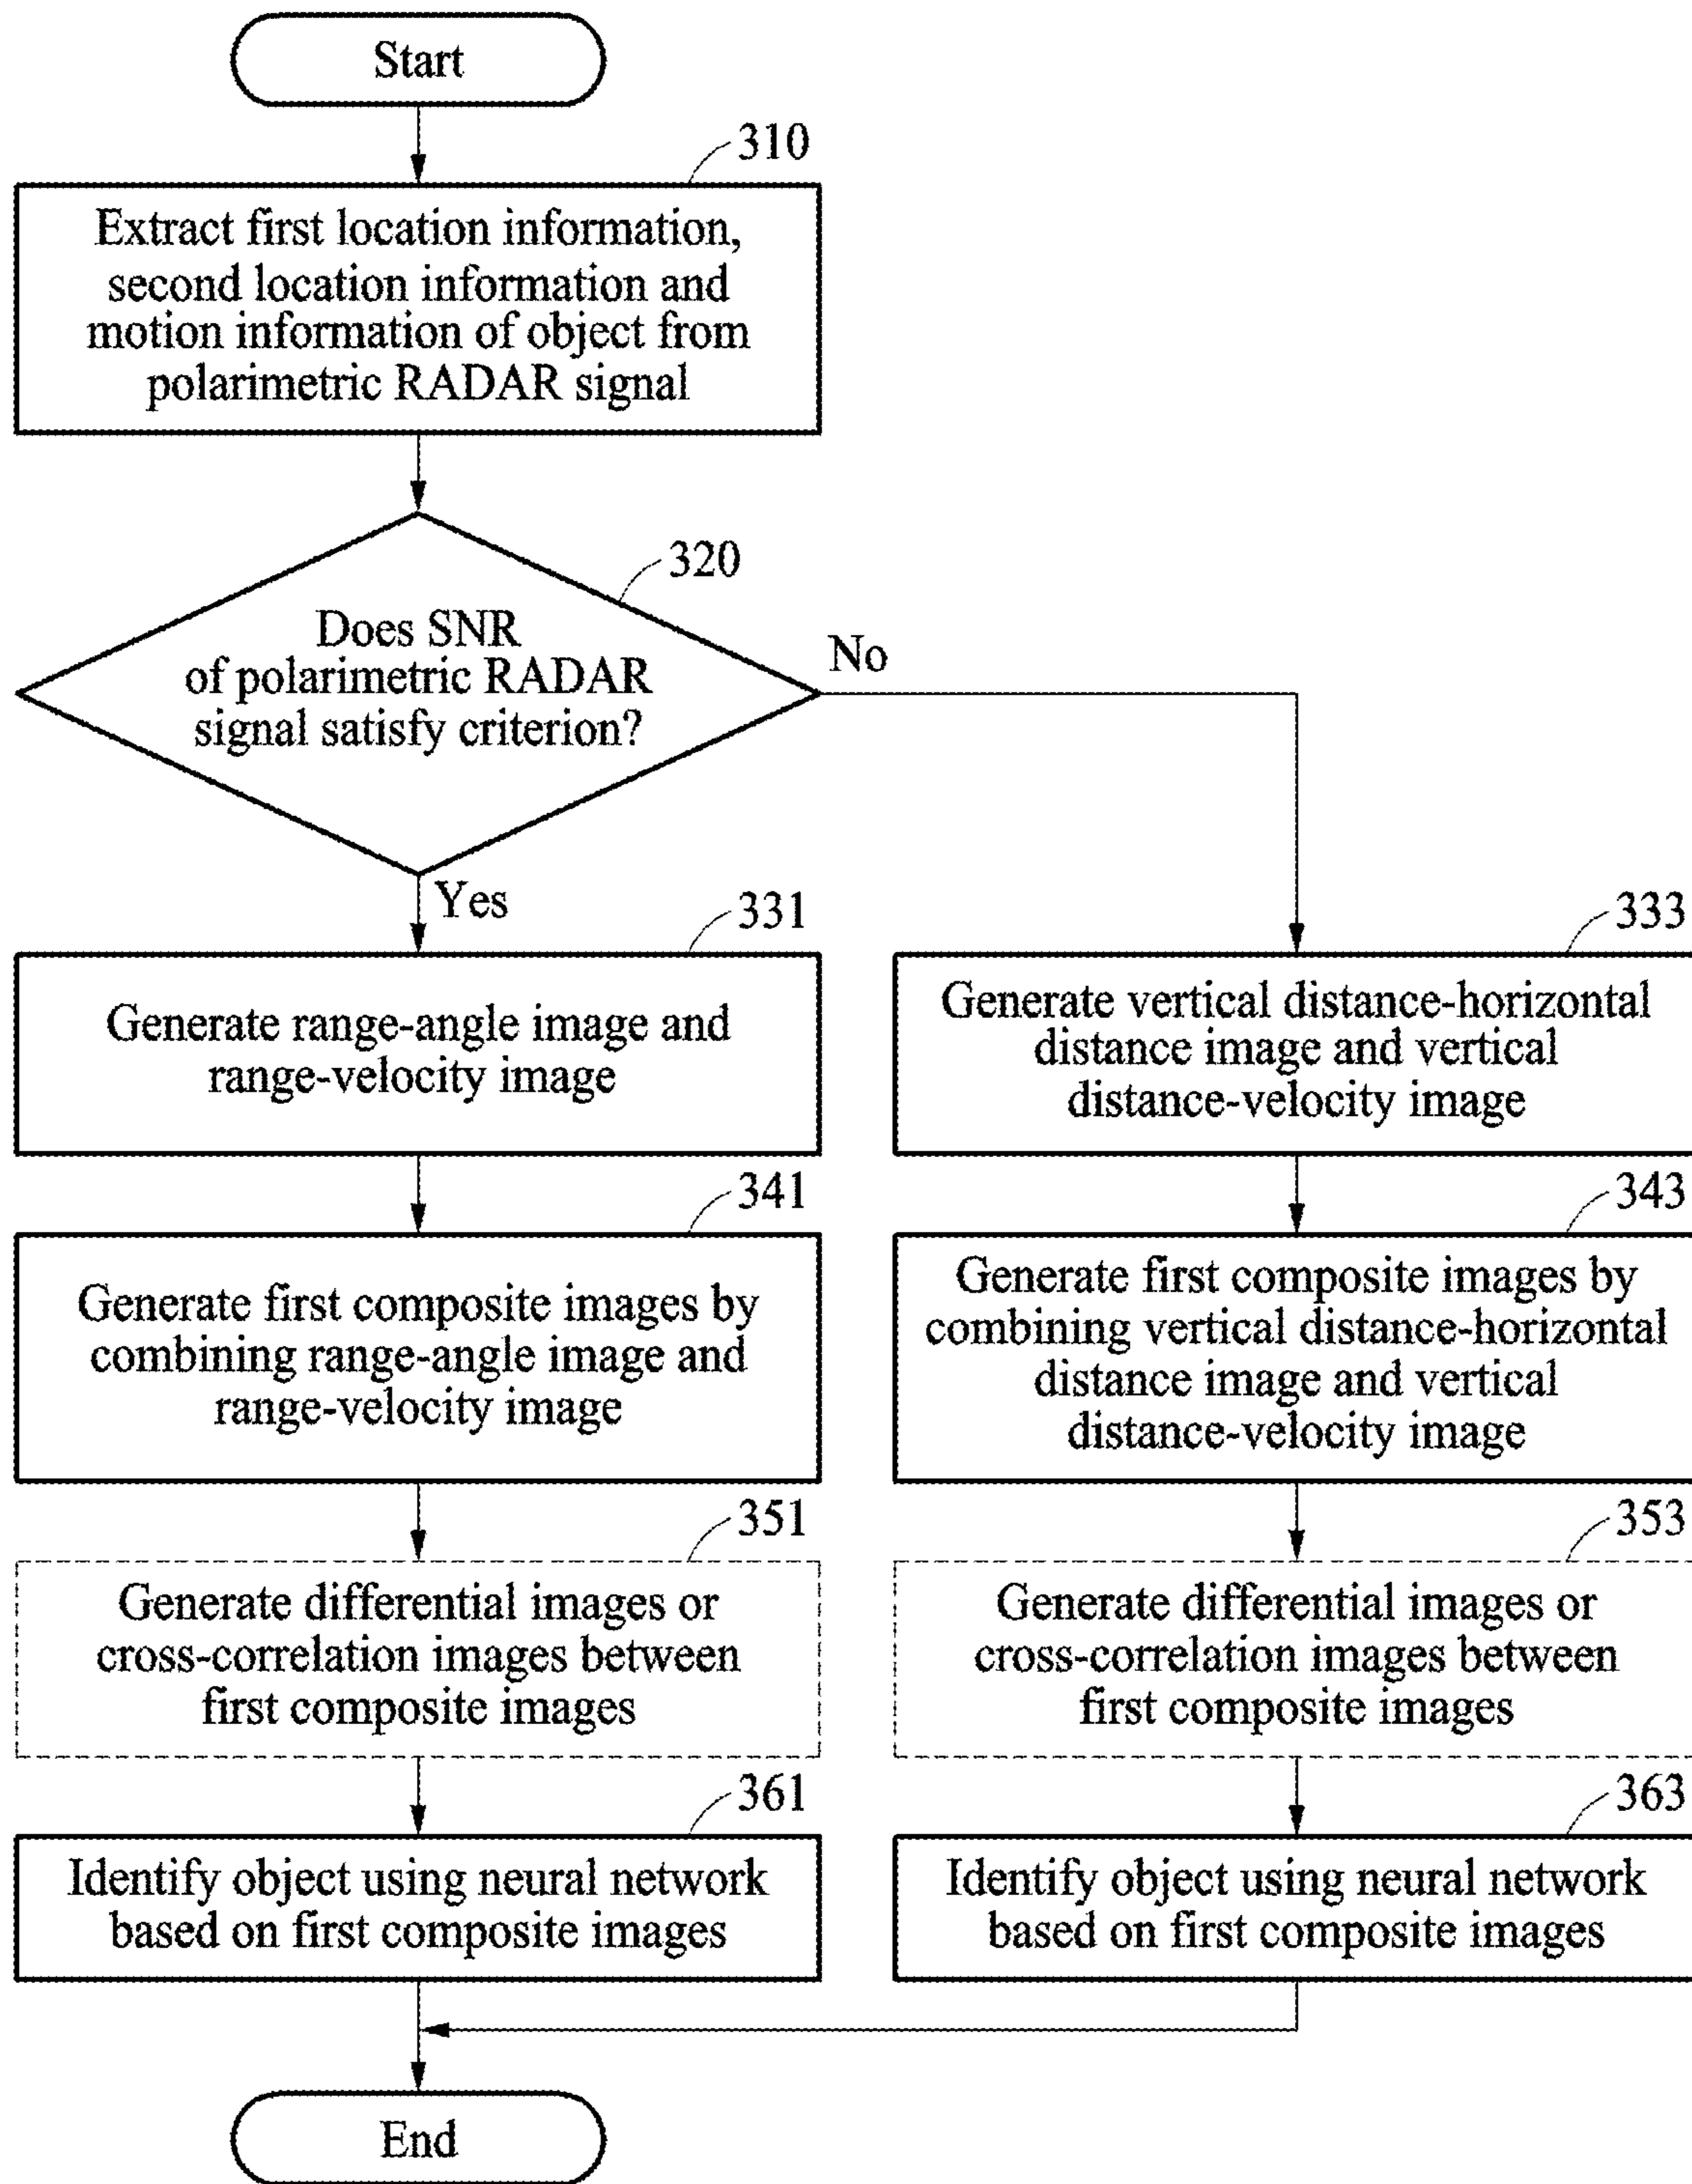 Start
310
Extract first location information,
second location information and
motion information of object from
polarimetric RADAR signal
320
Does SNR
of polarimetric RADAR
signal satisfy criterion?
No
Yes
331
Generate range-angle image and
range-velocity image
333
Generate vertical distance-horizontal
distance image and vertical
distance-velocity image
341
Generate first composite images by
combining range-angle image and
range-velocity image
343
Generate first composite images by
combining vertical distance-horizontal
distance image and vertical
distance-velocity image
351
Generate differential images or
cross-correlation images between
first composite images
353
Generate differential images or
cross-correlation images between
first composite images
361
Identify object using neural network
based on first composite images
363
Identify object using neural network
based on first composite images
End